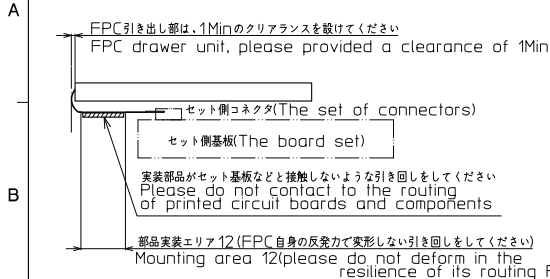 A
FPC引き出し部は、1Minのクリアランスを設けてください
FPC drawer unit, please provided a clearance of 1Min
セット側コネクタ(The set of connectors)
セット側基板(The board set)
実装部品がセット基板などと接触しないような引き回しをしてください
Please do not contact to the routing
of printed circuit boards and components
B
部品実装エリア12(FPC自身の反発力で変形しない引き回しをしてください)
Mounting area 12(please do not deform in the
resilience of its routing F